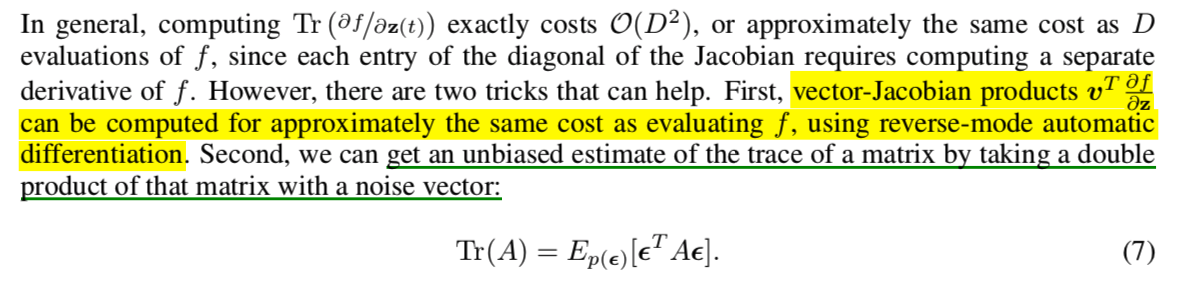 In general, computing Tr (∂f/∂z(t)) exactly costs O(D²), or approximately the same cost as D
evaluations of f, since each entry of the diagonal of the Jacobian requires computing a separate
derivative of f. However, there are two tricks that can help. First, vector-Jacobian products vᵀ ∂f/∂z
can be computed for approximately the same cost as evaluating f, using reverse-mode automatic
differentiation. Second, we can get an unbiased estimate of the trace of a matrix by taking a double
product of that matrix with a noise vector:
Tr(A) = E_{p(ϵ)}[ϵᵀ Aϵ]. (7)